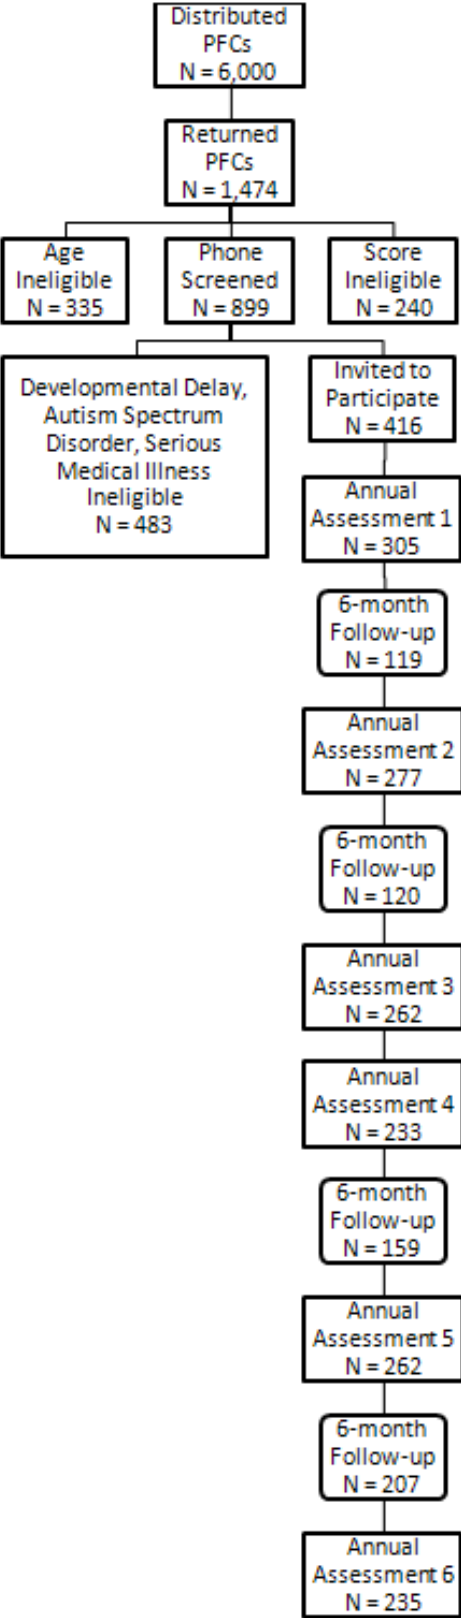 Distributed
PFCs
N = 6,000
Returned
PFCs
N = 1,474
Age
Ineligible
N = 335
Phone
Screened
N = 899
Score
Ineligible
N = 240
Developmental Delay,
Autism Spectrum
Disorder, Serious
Medical Illness
Ineligible
N = 483
Invited to
Participate
N = 416
Annual
Assessment 1
N = 305
6-month
Follow-up
N = 119
Annual
Assessment 2
N = 277
6-month
Follow-up
N = 120
Annual
Assessment 3
N = 262
Annual
Assessment 4
N = 233
6-month
Follow-up
N = 159
Annual
Assessment 5
N = 262
6-month
Follow-up
N = 207
Annual
Assessment 6
N = 235